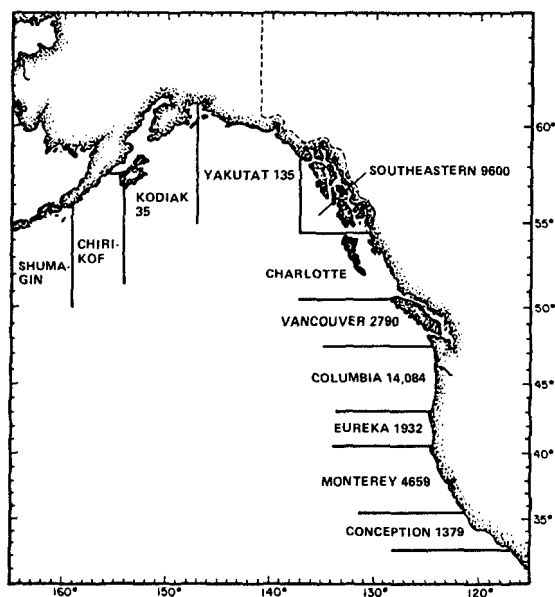 60°
SOUTHEASTERN 9600
YAKUTAT 135
KODIAK
35
55°
CHIRI-
KOF
SHUMA-
GIN
CHARLOTTE
50°
VANCOUVER 2790
45°
COLUMBIA 14,084
EUREKA 1932
40°
MONTEREY 4659
35°
CONCEPTION 1379
160°
150°
140°
130°
120°